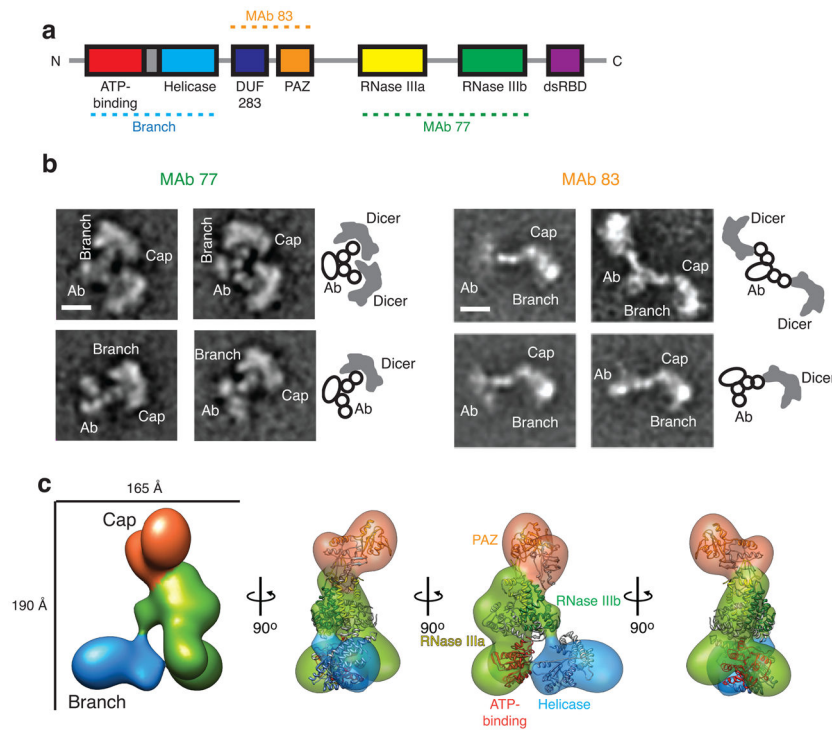 a
MAb 83
N
C
ATP-
binding
Helicase
DUF
283
PAZ
RNase IIIa
RNase IIIb
dsRBD
Branch
MAb 77
b
MAb 77
MAb 83
Branch
Cap
Ab
Branch
Cap
Ab
Dicer
Ab
Dicer
Cap
Ab
Branch
Cap
Ab
Branch
Dicer
Ab
Dicer
Branch
Cap
Ab
Branch
Cap
Ab
Dicer
Ab
Cap
Ab
Branch
Cap
Ab
Branch
Dicer
Ab
c
165 Å
Cap
190 Å
Branch
90º
90º
PAZ
RNase IIIb
RNase IIIa
ATP-
binding
Helicase
90º